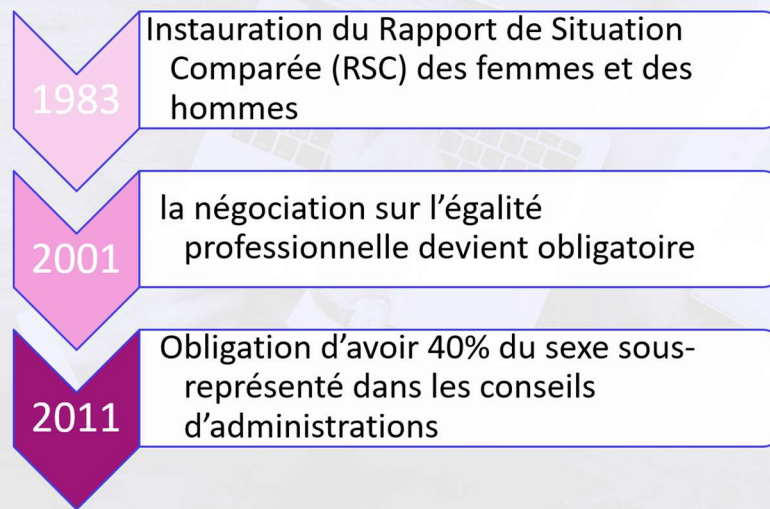 1983
Instauration du Rapport de Situation
Comparée (RSC) des femmes et des
hommes
2001
la négociation sur l’égalité
professionnelle devient obligatoire
2011
Obligation d’avoir 40% du sexe sous-
représenté dans les conseils
d’administrations